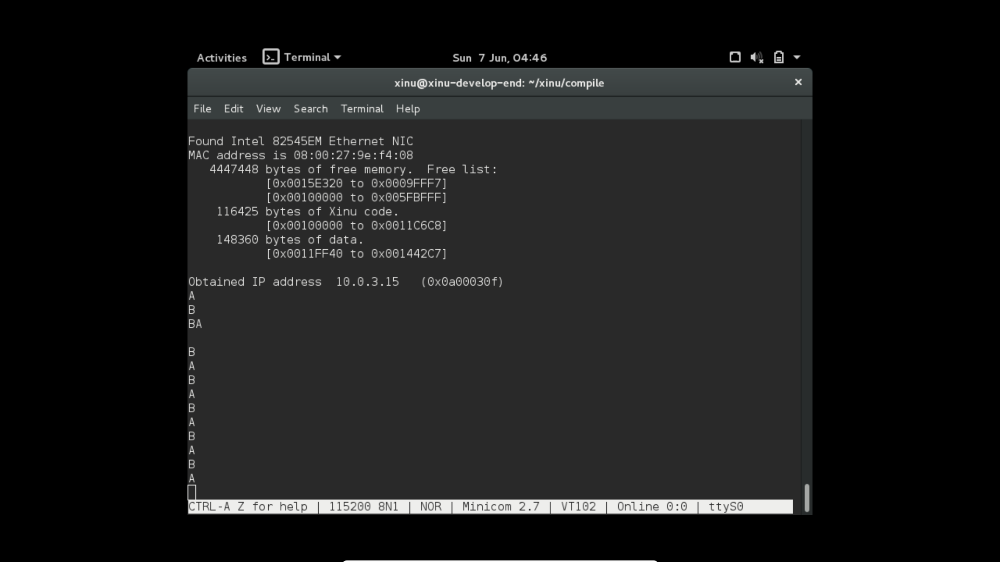 Activities Terminal Sun 7 Jun, 04:46
xinu@xinu-develop-end: ~/xinu/compile
File Edit View Search Terminal Help
Found Intel 82545EM Ethernet NIC
MAC address is 08:00:27:9e:f4:08
4447448 bytes of free memory. Free list:
[0x0015E320 to 0x0009FFF7]
[0x00100000 to 0x005FBFFF]
116425 bytes of Xinu code.
[0x00100000 to 0x0011C6C8]
148360 bytes of data.
[0x0011FF40 to 0x001442C7]
Obtained IP address 10.0.3.15 (0x0a00030f)
A
B
BA
B
A
B
A
B
A
B
A
B
A
CTRL-A Z for help | 115200 8N1 | NOR | Minicom 2.7 | VT102 | Online 0:0 | ttyS0